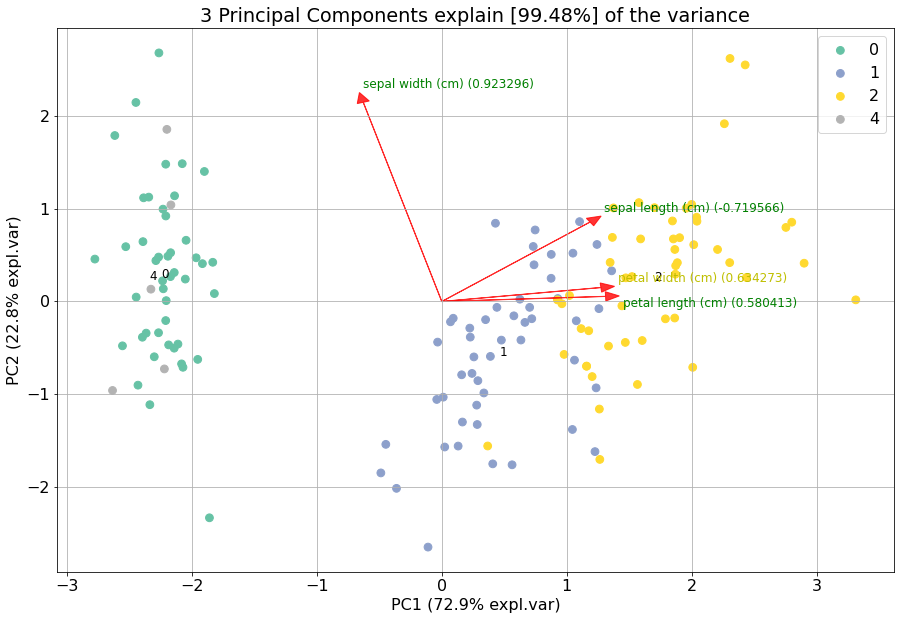 3 Principal Components explain [99.48%] of the variance
0
1
2
4
sepal width (cm) (0.923296)
sepal length (cm) (-0.719566)
petal width (cm) (0.634273)
petal length (cm) (0.580413)
4
0
2
1
2
1
0
−1
−2
PC2 (22.8% expl.var)
−3
−2
−1
0
1
2
3
PC1 (72.9% expl.var)